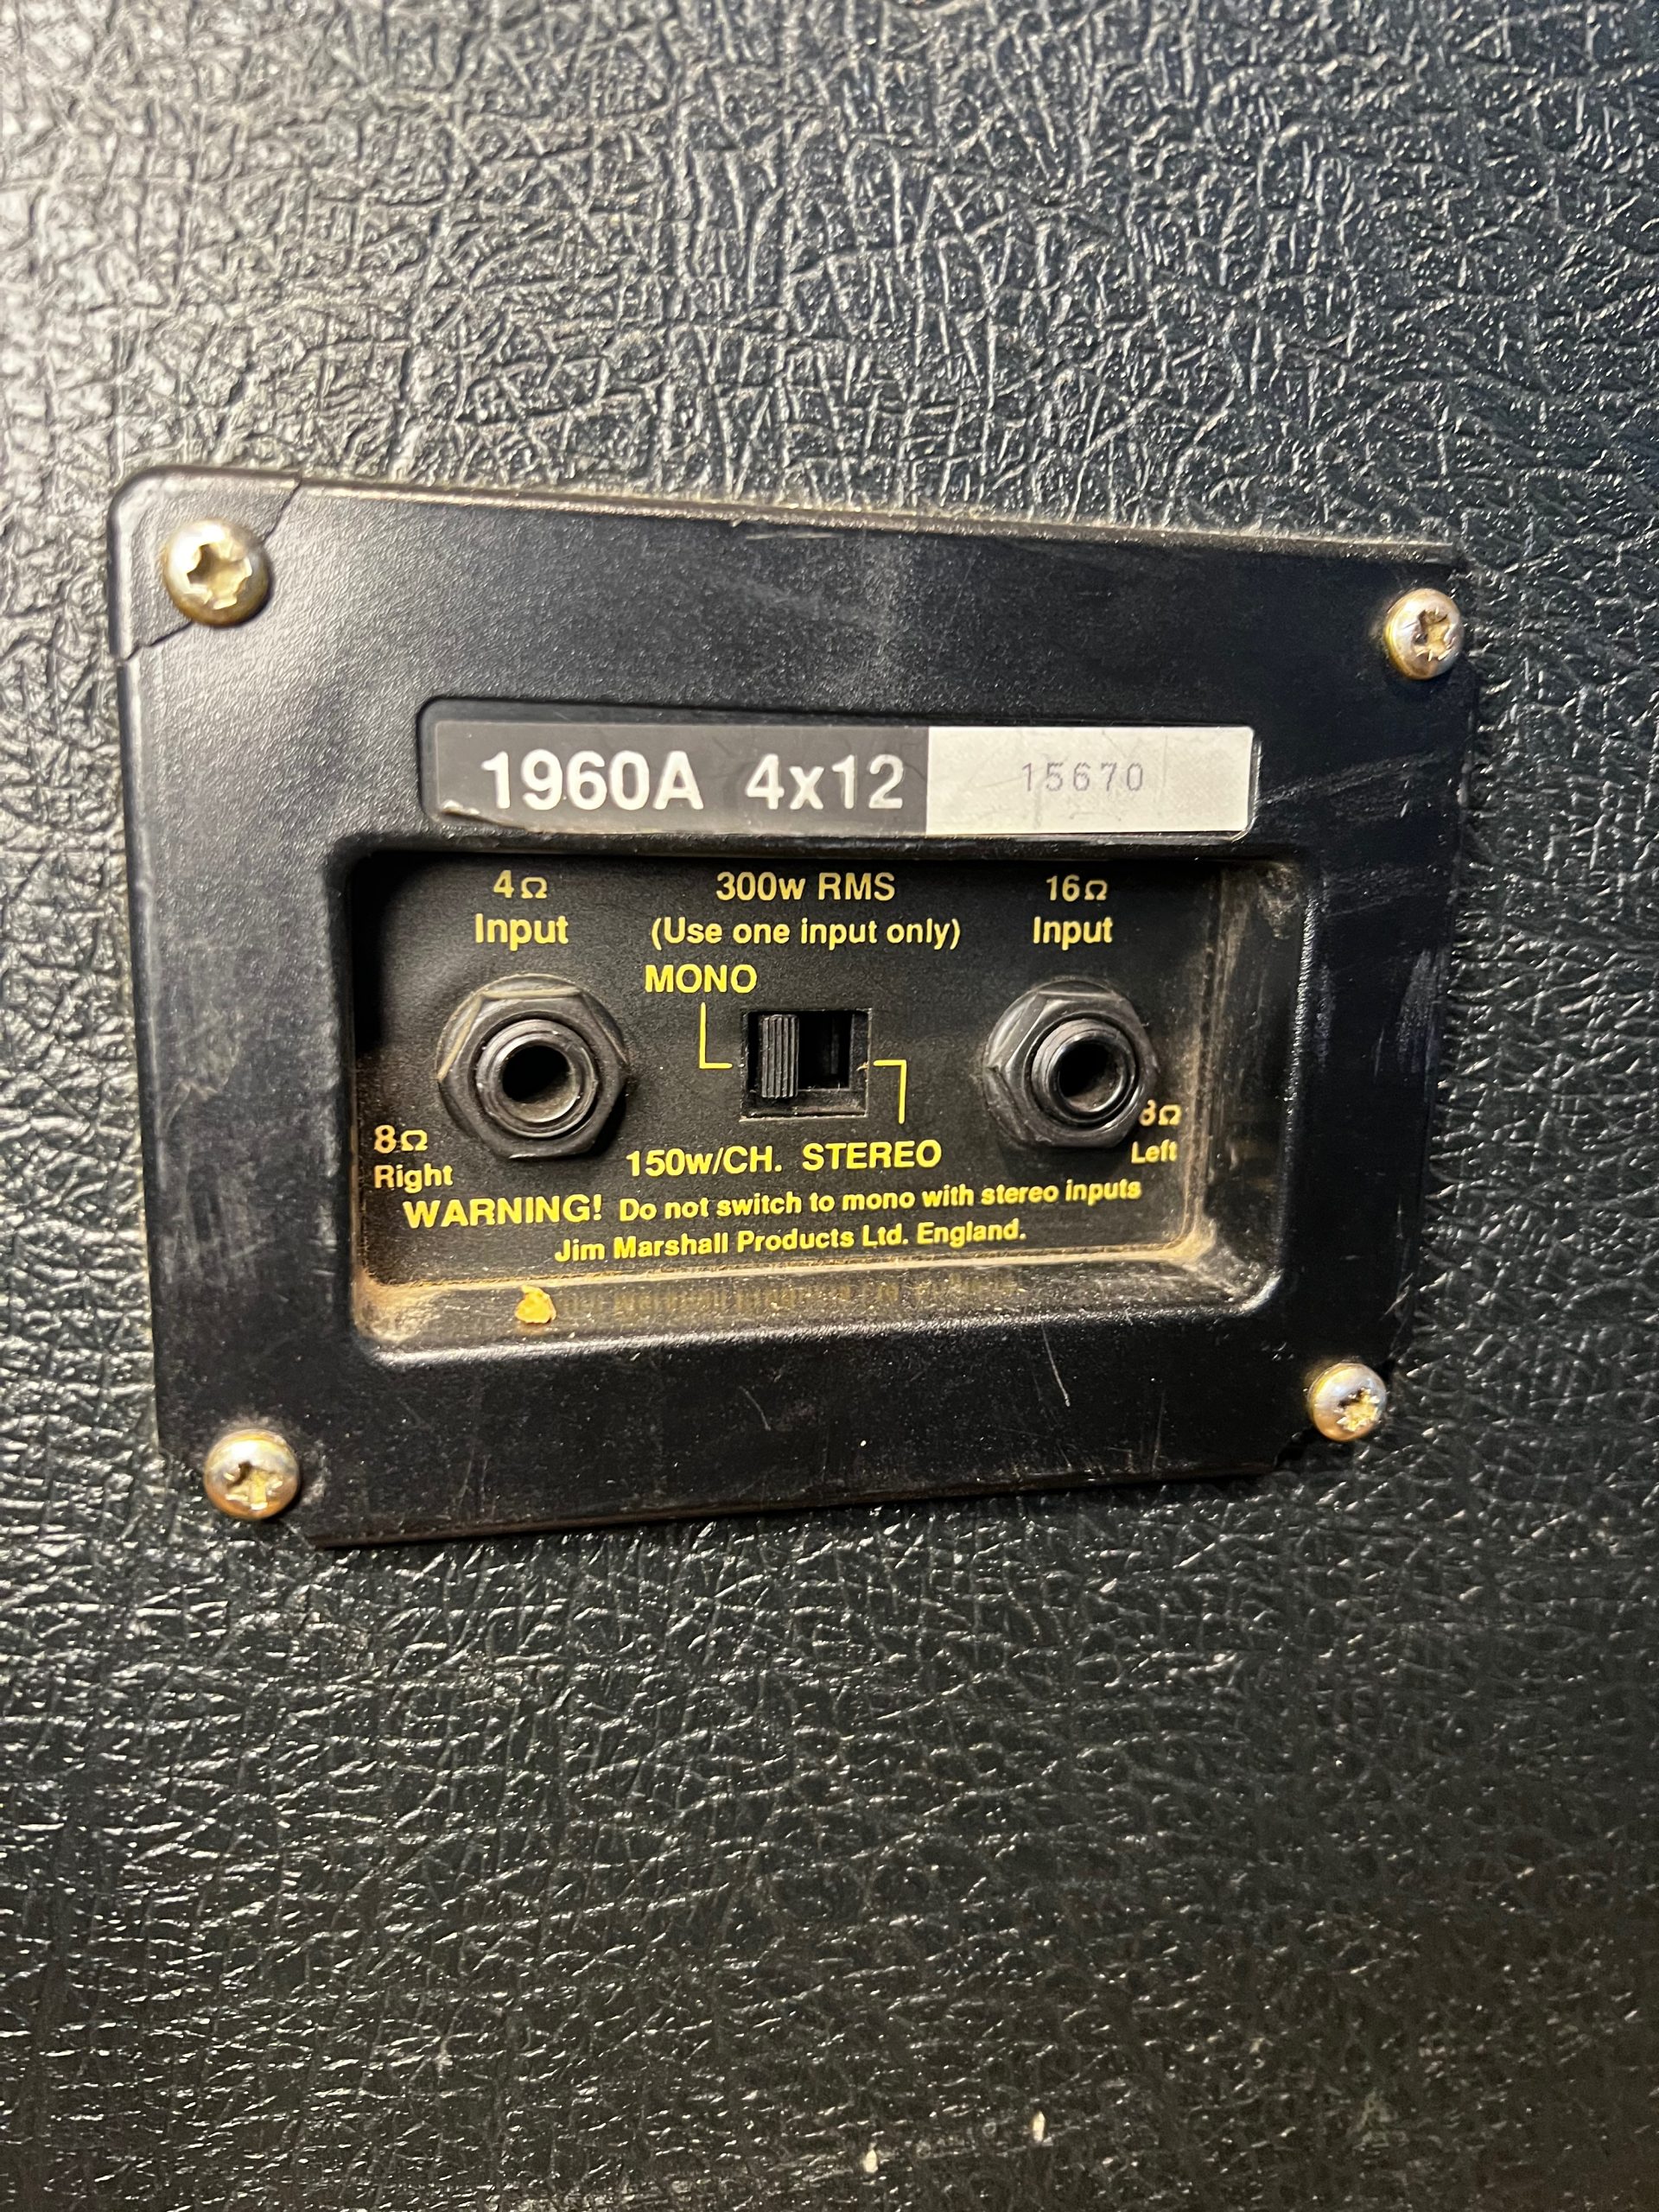 1960A 4x12 15670
4Ω 300w RMS 16Ω
Input (Use one input only) Input
MONO
8Ω 8Ω
Right 150w/CH. STEREO Left
WARNING! Do not switch to mono with stereo inputs
Jim Marshall Products Ltd. England.